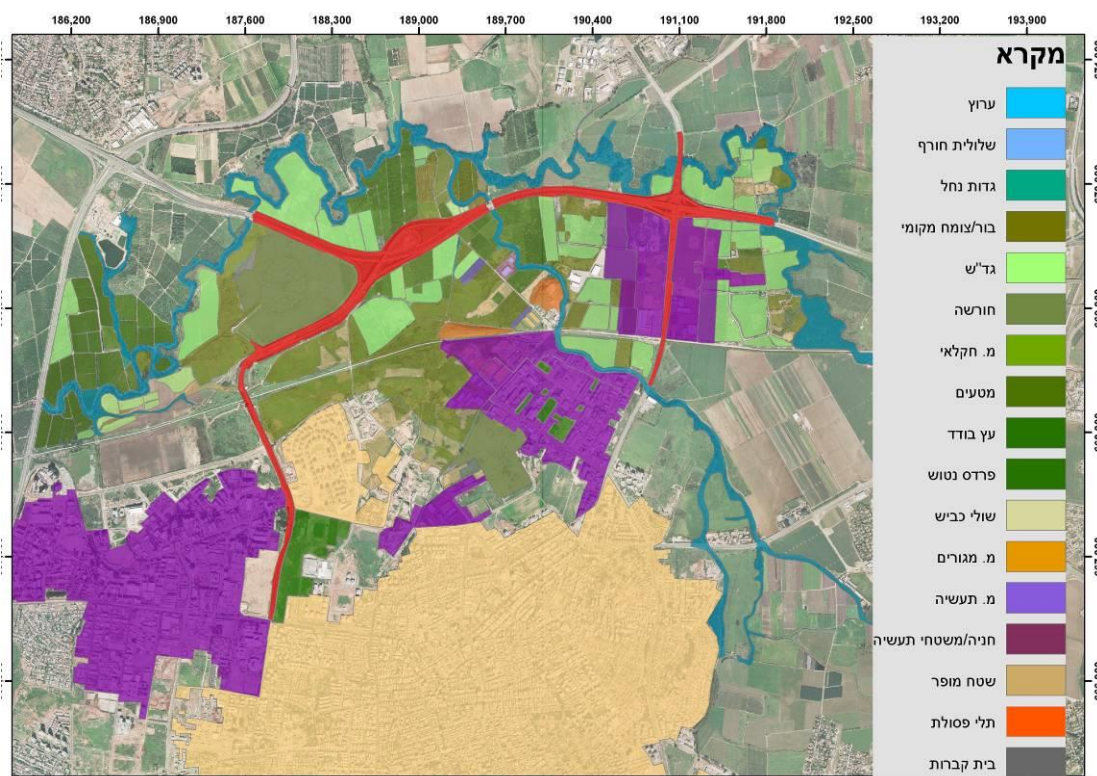 186,200 186,900 187,600 188,300 189,000 189,700 190,400 191,100 191,800 192,500 193,200 193,900
מקרא
ערוץ
שלולית חורף
גדות נחל
בור/צומח מקומי
גד"ש
חורשה
מ. חקלאי
מטעים
עץ בודד
פרדס נטוש
שולי כביש
מ. מגורים
מ. תעשיה
חניה/משטחי תעשיה
שטח מופר
תלי פסולת
בית קברות